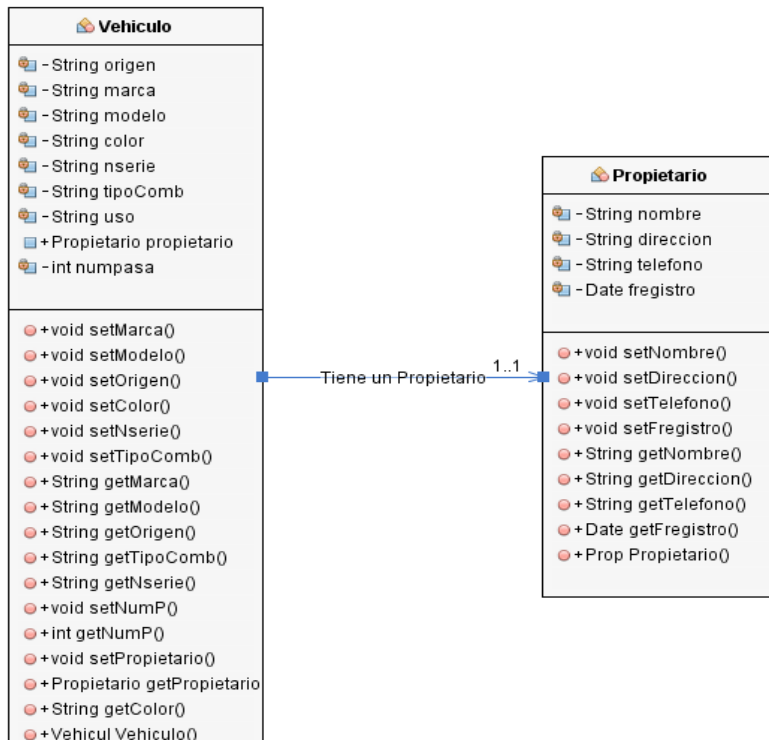 Vehiculo
-String origen
-String marca
-String modelo
-String color
-String nserie
-String tipoComb
-String uso
+Propietario propietario
-int numpasa
+void setMarca()
+void setModelo()
+void setOrigen()
+void setColor()
+void setNserie()
+void setTipoComb()
+String getMarca()
+String getModelo()
+String getOrigen()
+String getTipoComb()
+String getNserie()
+void setNumP()
+int getNumP()
+void setPropietario()
+Propietario getPropietario
+String getColor()
+Vehicul Vehiculo()
Tiene un Propietario
1..1
Propietario
-String nombre
-String direccion
-String telefono
-Date fregistro
+void setNombre()
+void setDireccion()
+void setTelefono()
+void setFregistro()
+String getNombre()
+String getDireccion()
+String getTelefono()
+Date getFregistro()
+Prop Propietario()